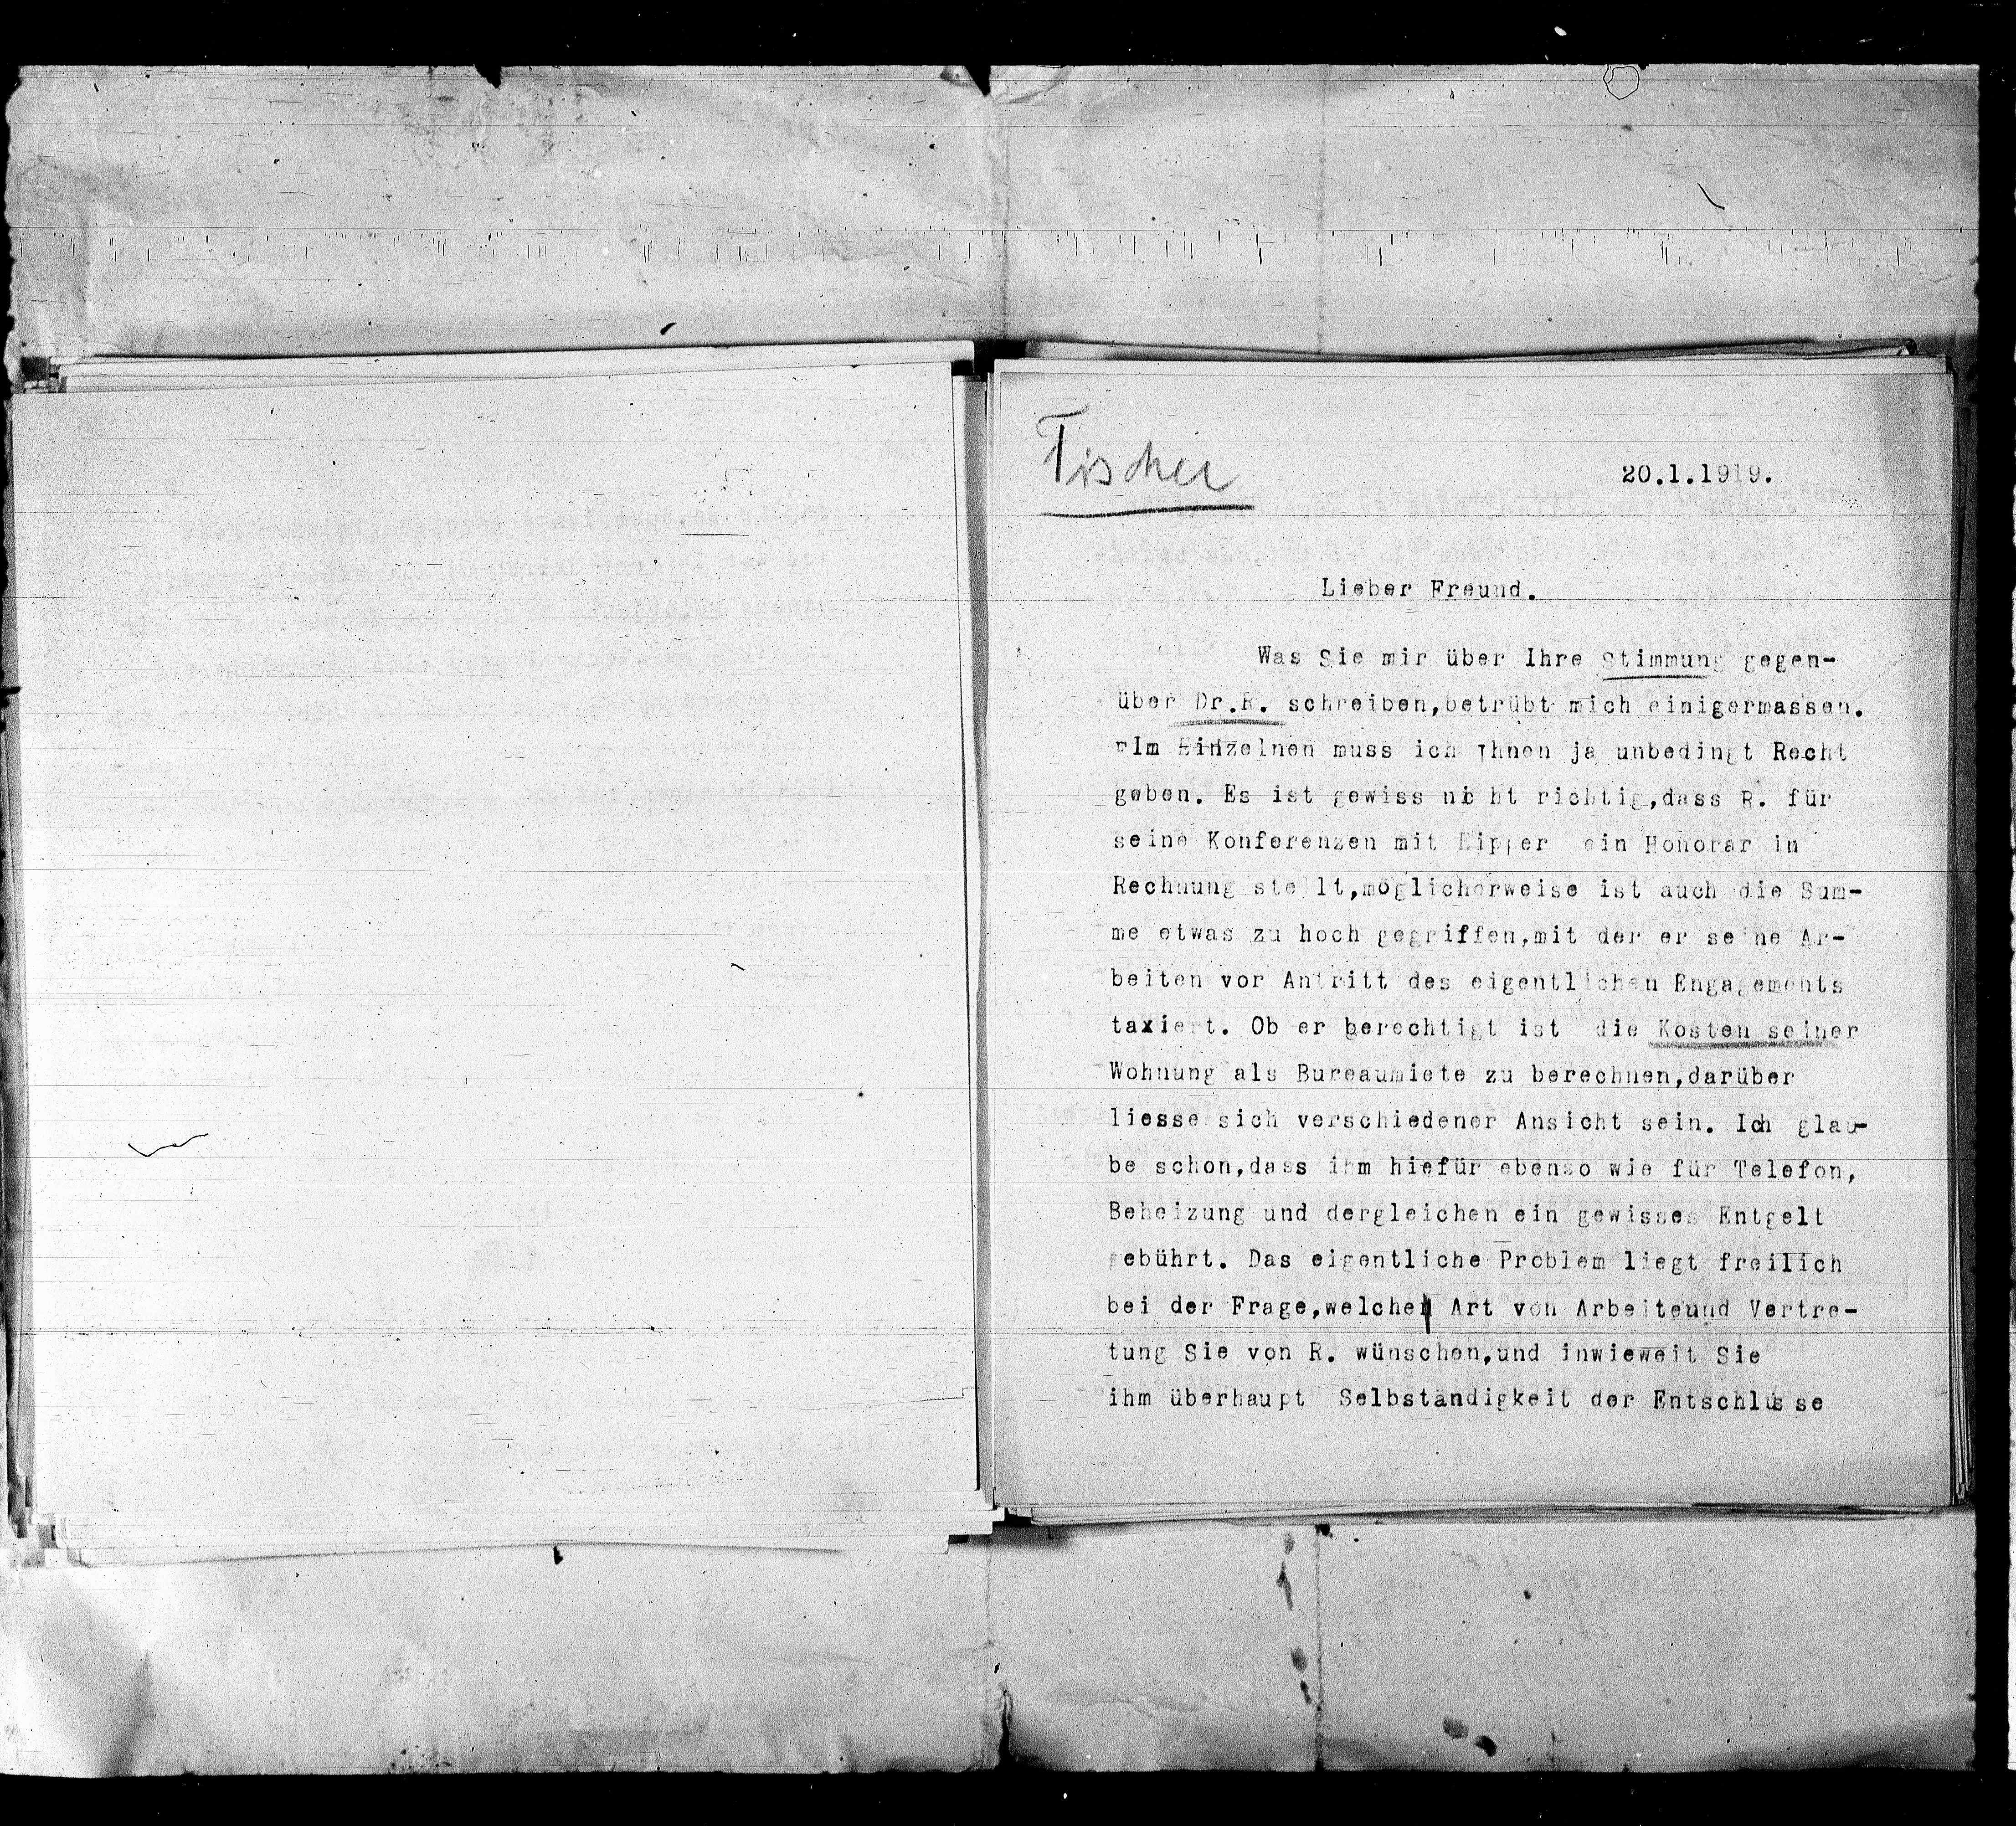 Fischer
20.1.1919.
Lieber Freund.
Was Sie mir über Ihre Stimmung gegen-
über Dr.R. schreiben,betrübt mich einigermassen.
Im Einzelnen muss ich Ihnen ja unbedingt Recht
geben. Es ist gewiss nicht richtig,dass R. für
seine Konferenzen mit Eipper ein Honorar in
Rechnung stellt,möglicherweise ist auch die Sum-
me etwas zu hoch gegriffen,mit der er seine Ar-
beiten vor Antritt des eigentlichen Engagements
taxiert. Ob er berechtigt ist die Kosten seiner
Wohnung als Bureaumiete zu berechnen,darüber
liesse sich verschiedener Ansicht sein. Ich glau-
be schon,dass ihm hiefür ebenso wie für Telefon,
Beheizung und dergleichen ein gewisses Entgelt
gebührt. Das eigentliche Problem liegt freilich
bei der Frage,welche Art von Arbeit und Vertre-
tung Sie von R. wünschen,und inwieweit Sie
ihm überhaupt Selbständigkeit der Entschlüsse